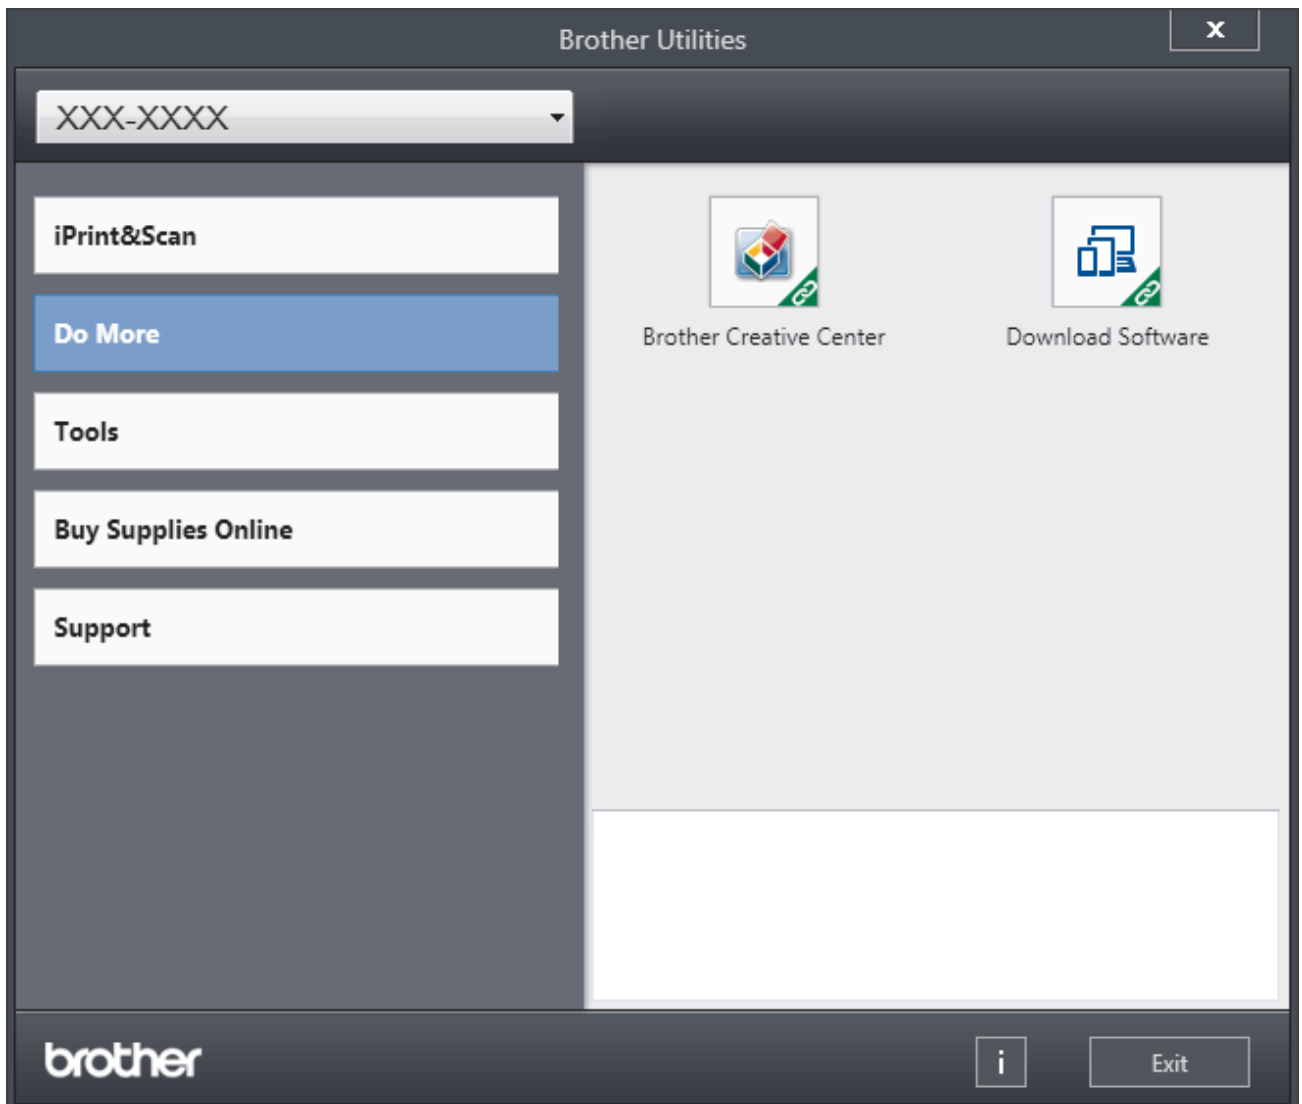 Brother Utilities
X
XXX-XXXX
iPrint&Scan
Do More
Tools
Buy Supplies Online
Support
Brother Creative Center
Download Software
brother
i
Exit